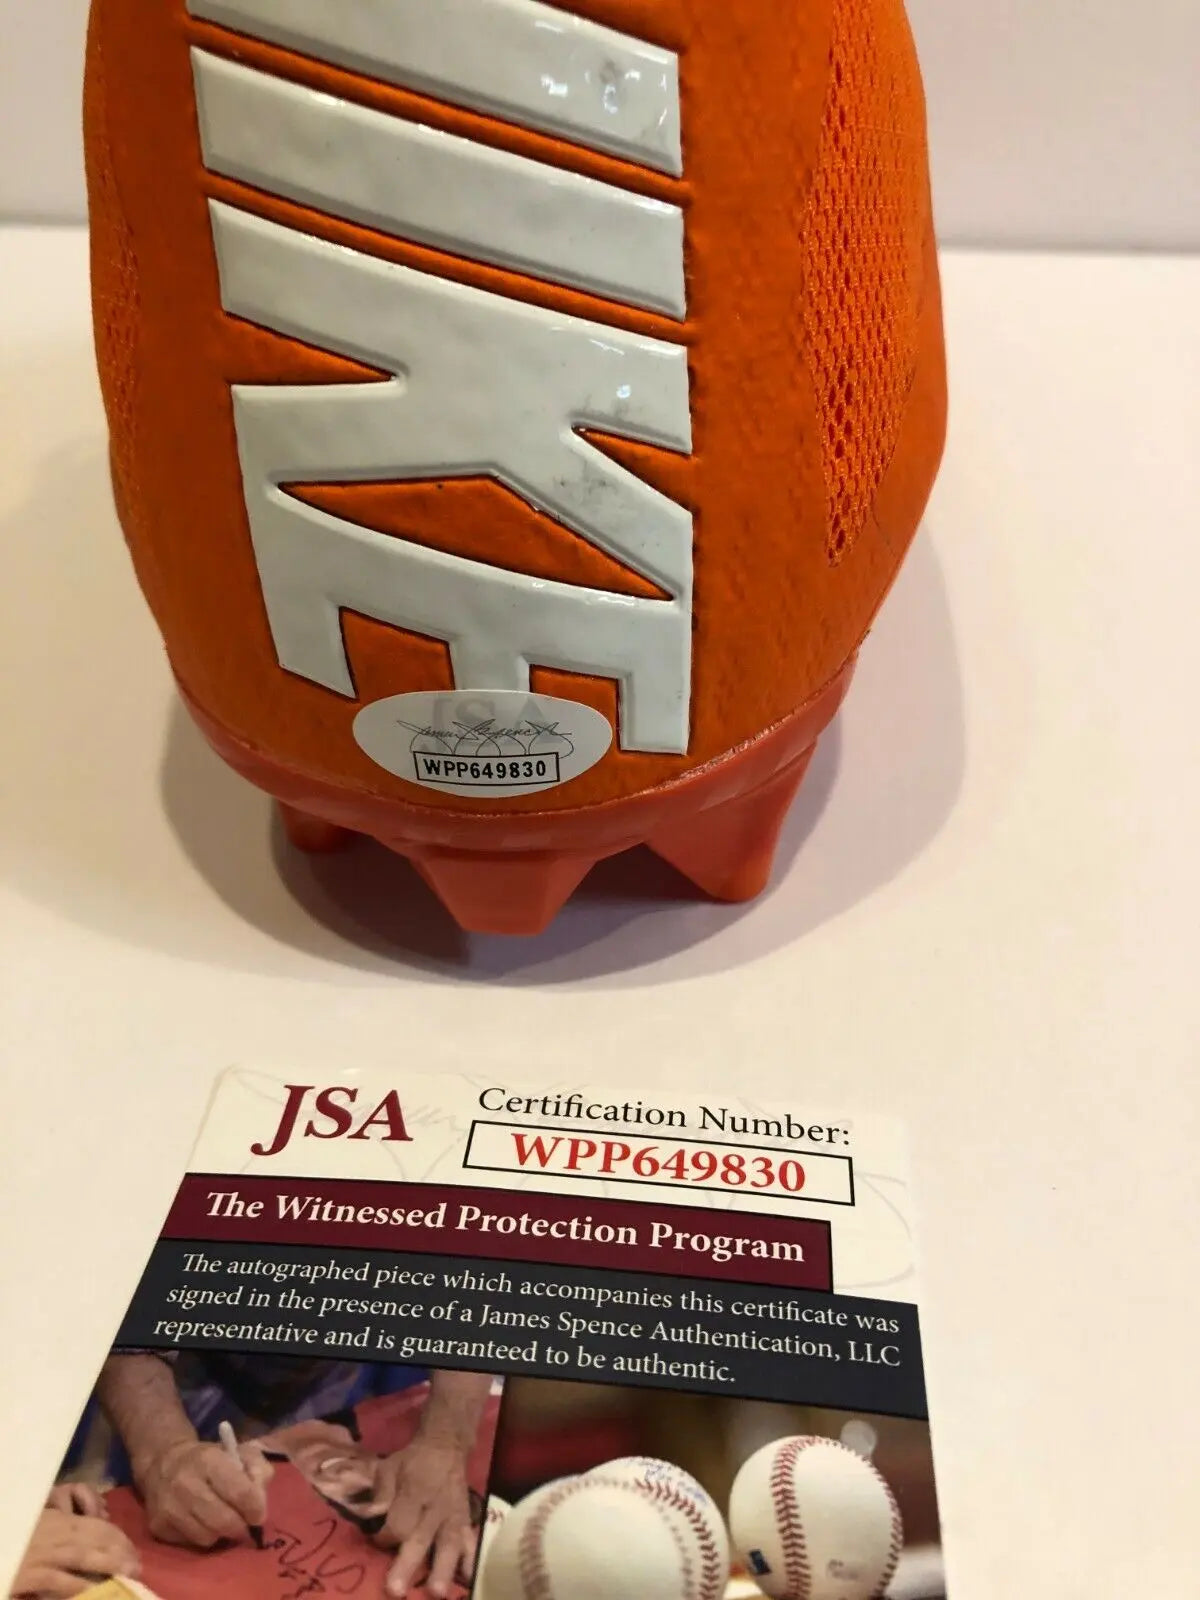 NIKE
JSA
WPP649830
JSA
Certification Number:
WPP649830
The Witnessed Protection Program
The autographed piece which accompanies this certificate was
signed in the presence of a James Spence Authentication, LLC
representative and is guaranteed to be authentic.